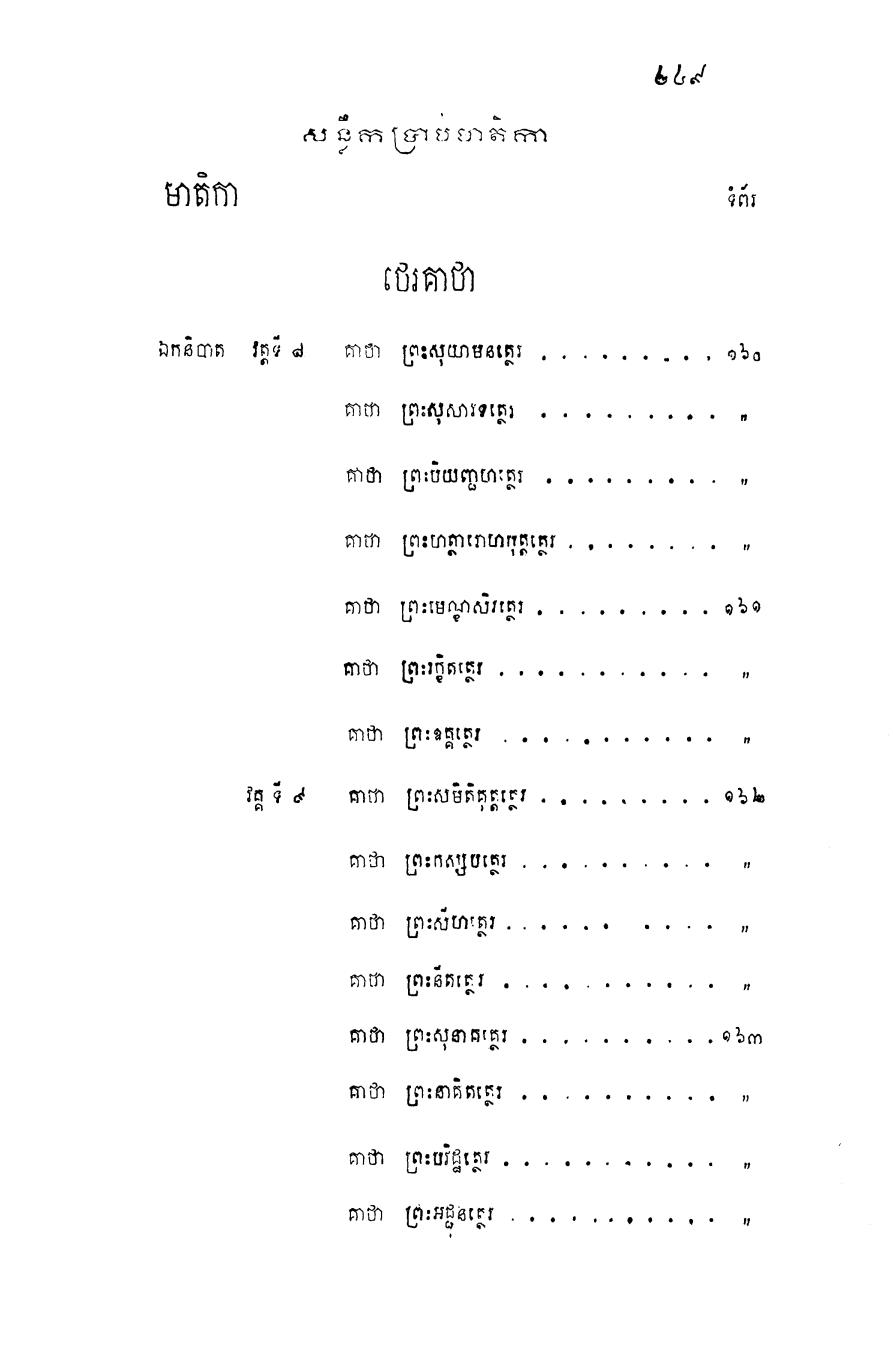 ២៤៩
សន្លឹកប្រាប់មាតិកា
មាតិកា ទំព័រ
ថេរគាថា
ឯកនិបាត វគ្គទី ៨ គាថា ព្រះសុយាមនត្ថេរ . . . . . . . . . ១៦០
គាថា ព្រះសុសារទត្ថេរ . . . . . . . . . "
គាថា ព្រះបិយញ្ជហត្ថេរ . . . . . . . . . "
គាថា ព្រះហត្ថារោហកបុត្តត្ថេរ . . . . . . . . "
គាថា ព្រះមេណ្ឌសិរត្ថេរ . . . . . . . . . ១៦១
គាថា ព្រះរក្ខិតត្ថេរ . . . . . . . . . . . "
គាថា ព្រះឧគ្គត្ថេរ . . . . . . . . . . . "
វគ្គ ទី ៩ គាថា ព្រះសមិតិគុត្តត្ថេរ . . . . . . . . . ១៦២
គាថា ព្រះកស្សបត្ថេរ . . . . . . . . . . "
គាថា ព្រះសីហត្ថេរ . . . . . . . . . . "
គាថា ព្រះនីតត្ថេរ . . . . . . . . . . . "
គាថា ព្រះសុនាគត្ថេរ . . . . . . . . . . ១៦៣
គាថា ព្រះនាគិតត្ថេរ . . . . . . . . . . "
គាថា ព្រះបវិដ្ឋត្ថេរ . . . . . . . . . . . "
គាថា ព្រះអជ្ជុនត្ថេរ . . . . . . . . . . . "